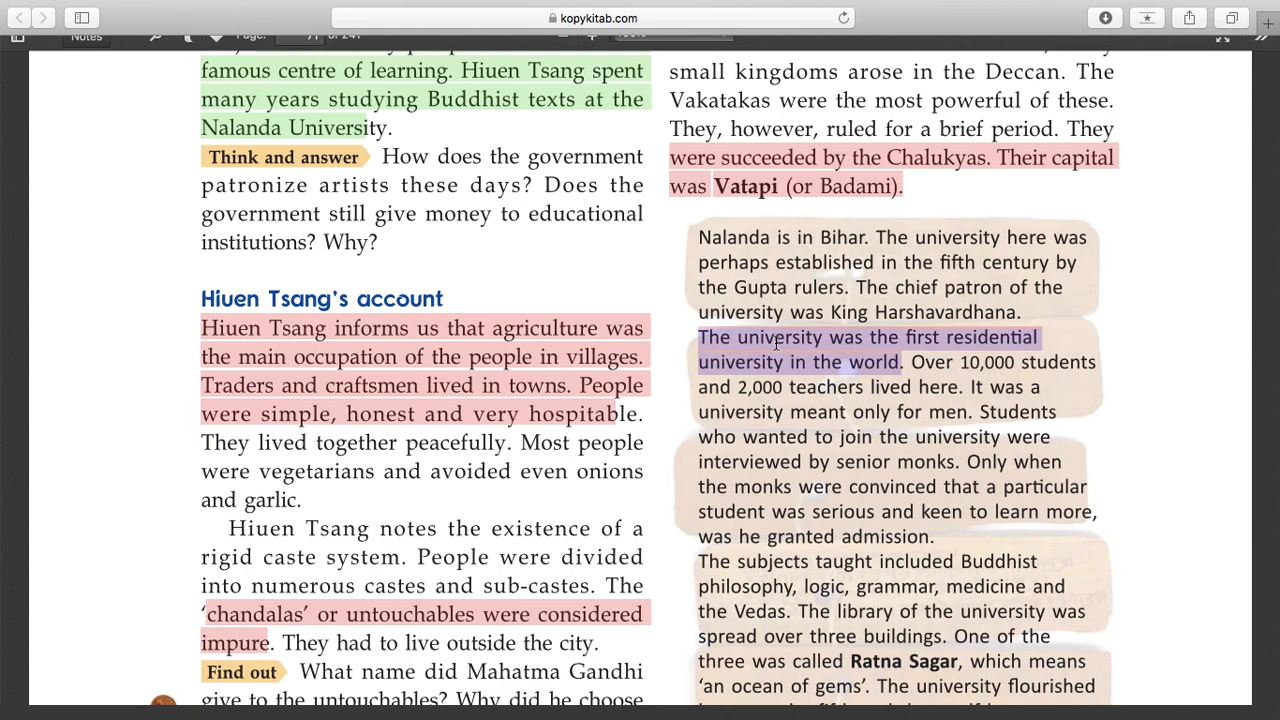 kopykitab.com
Notes
Page:
famous centre of learning. Hiuen Tsang spent
many years studying Buddhist texts at the
Nalanda University.
Think and answer How does the government
patronize artists these days? Does the
government still give money to educational
institutions? Why?
Hiuen Tsang's account
Hiuen Tsang informs us that agriculture was
the main occupation of the people in villages.
Traders and craftsmen lived in towns. People
were simple, honest and very hospitable.
They lived together peacefully. Most people
were vegetarians and avoided even onions
and garlic.
Hiuen Tsang notes the existence of a
rigid caste system. People were divided
into numerous castes and sub-castes. The
‘chandalas’ or untouchables were considered
impure. They had to live outside the city.
Find out What name did Mahatma Gandhi
give to the untouchables? Why did he choose
small kingdoms arose in the Deccan. The
Vakatakas were the most powerful of these.
They, however, ruled for a brief period. They
were succeeded by the Chalukyas. Their capital
was Vatapi (or Badami).
Nalanda is in Bihar. The university here was
perhaps established in the fifth century by
the Gupta rulers. The chief patron of the
university was King Harshavardhana.
The university was the first residential
university in the world. Over 10,000 students
and 2,000 teachers lived here. It was a
university meant only for men. Students
who wanted to join the university were
interviewed by senior monks. Only when
the monks were convinced that a particular
student was serious and keen to learn more,
was he granted admission.
The subjects taught included Buddhist
philosophy, logic, grammar, medicine and
the Vedas. The library of the university was
spread over three buildings. One of the
three was called Ratna Sagar, which means
‘an ocean of gems’. The university flourished